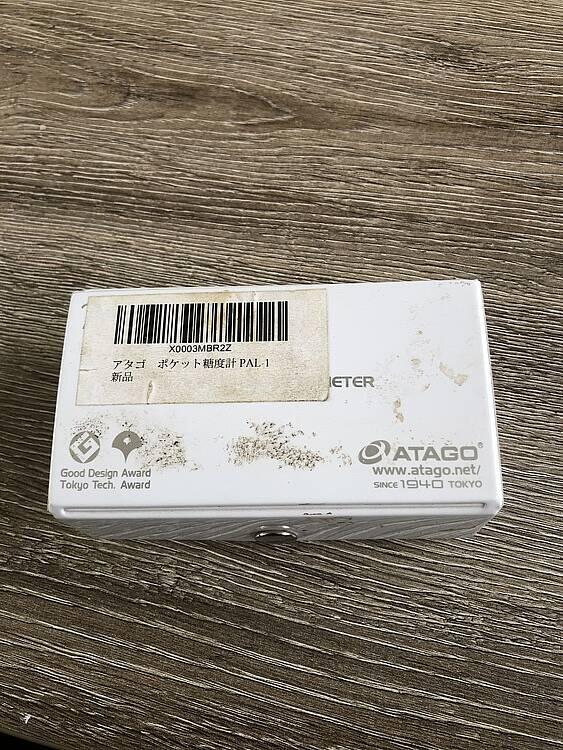 X0003MBR2Z
アタゴ ポケット糖度計 PAL-1
新品
METER
Good Design Award
Tokyo Tech. Award
ATAGO®
www.atago.net/
SINCE 1940 TOKYO